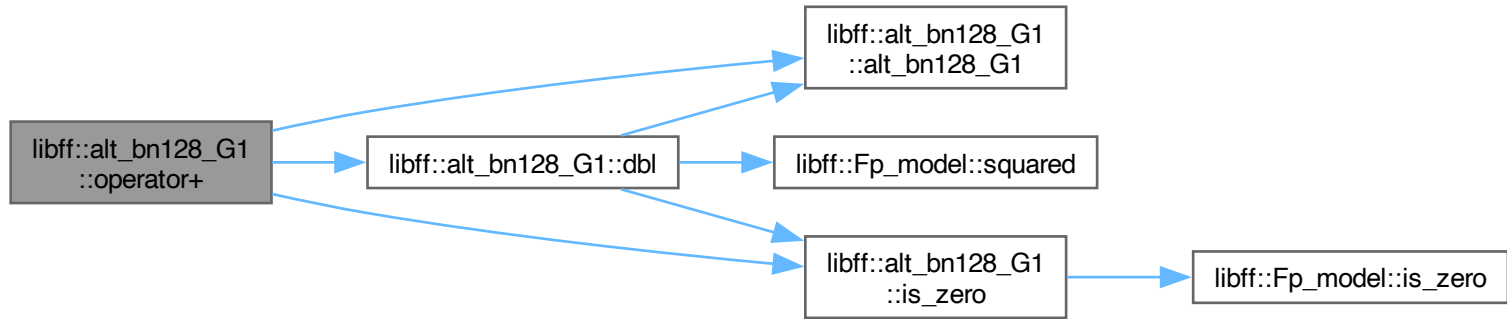 libff::alt_bn128_G1
::operator+
libff::alt_bn128_G1::dbl
libff::alt_bn128_G1
::alt_bn128_G1
libff::Fp_model::squared
libff::alt_bn128_G1
::is_zero
libff::Fp_model::is_zero